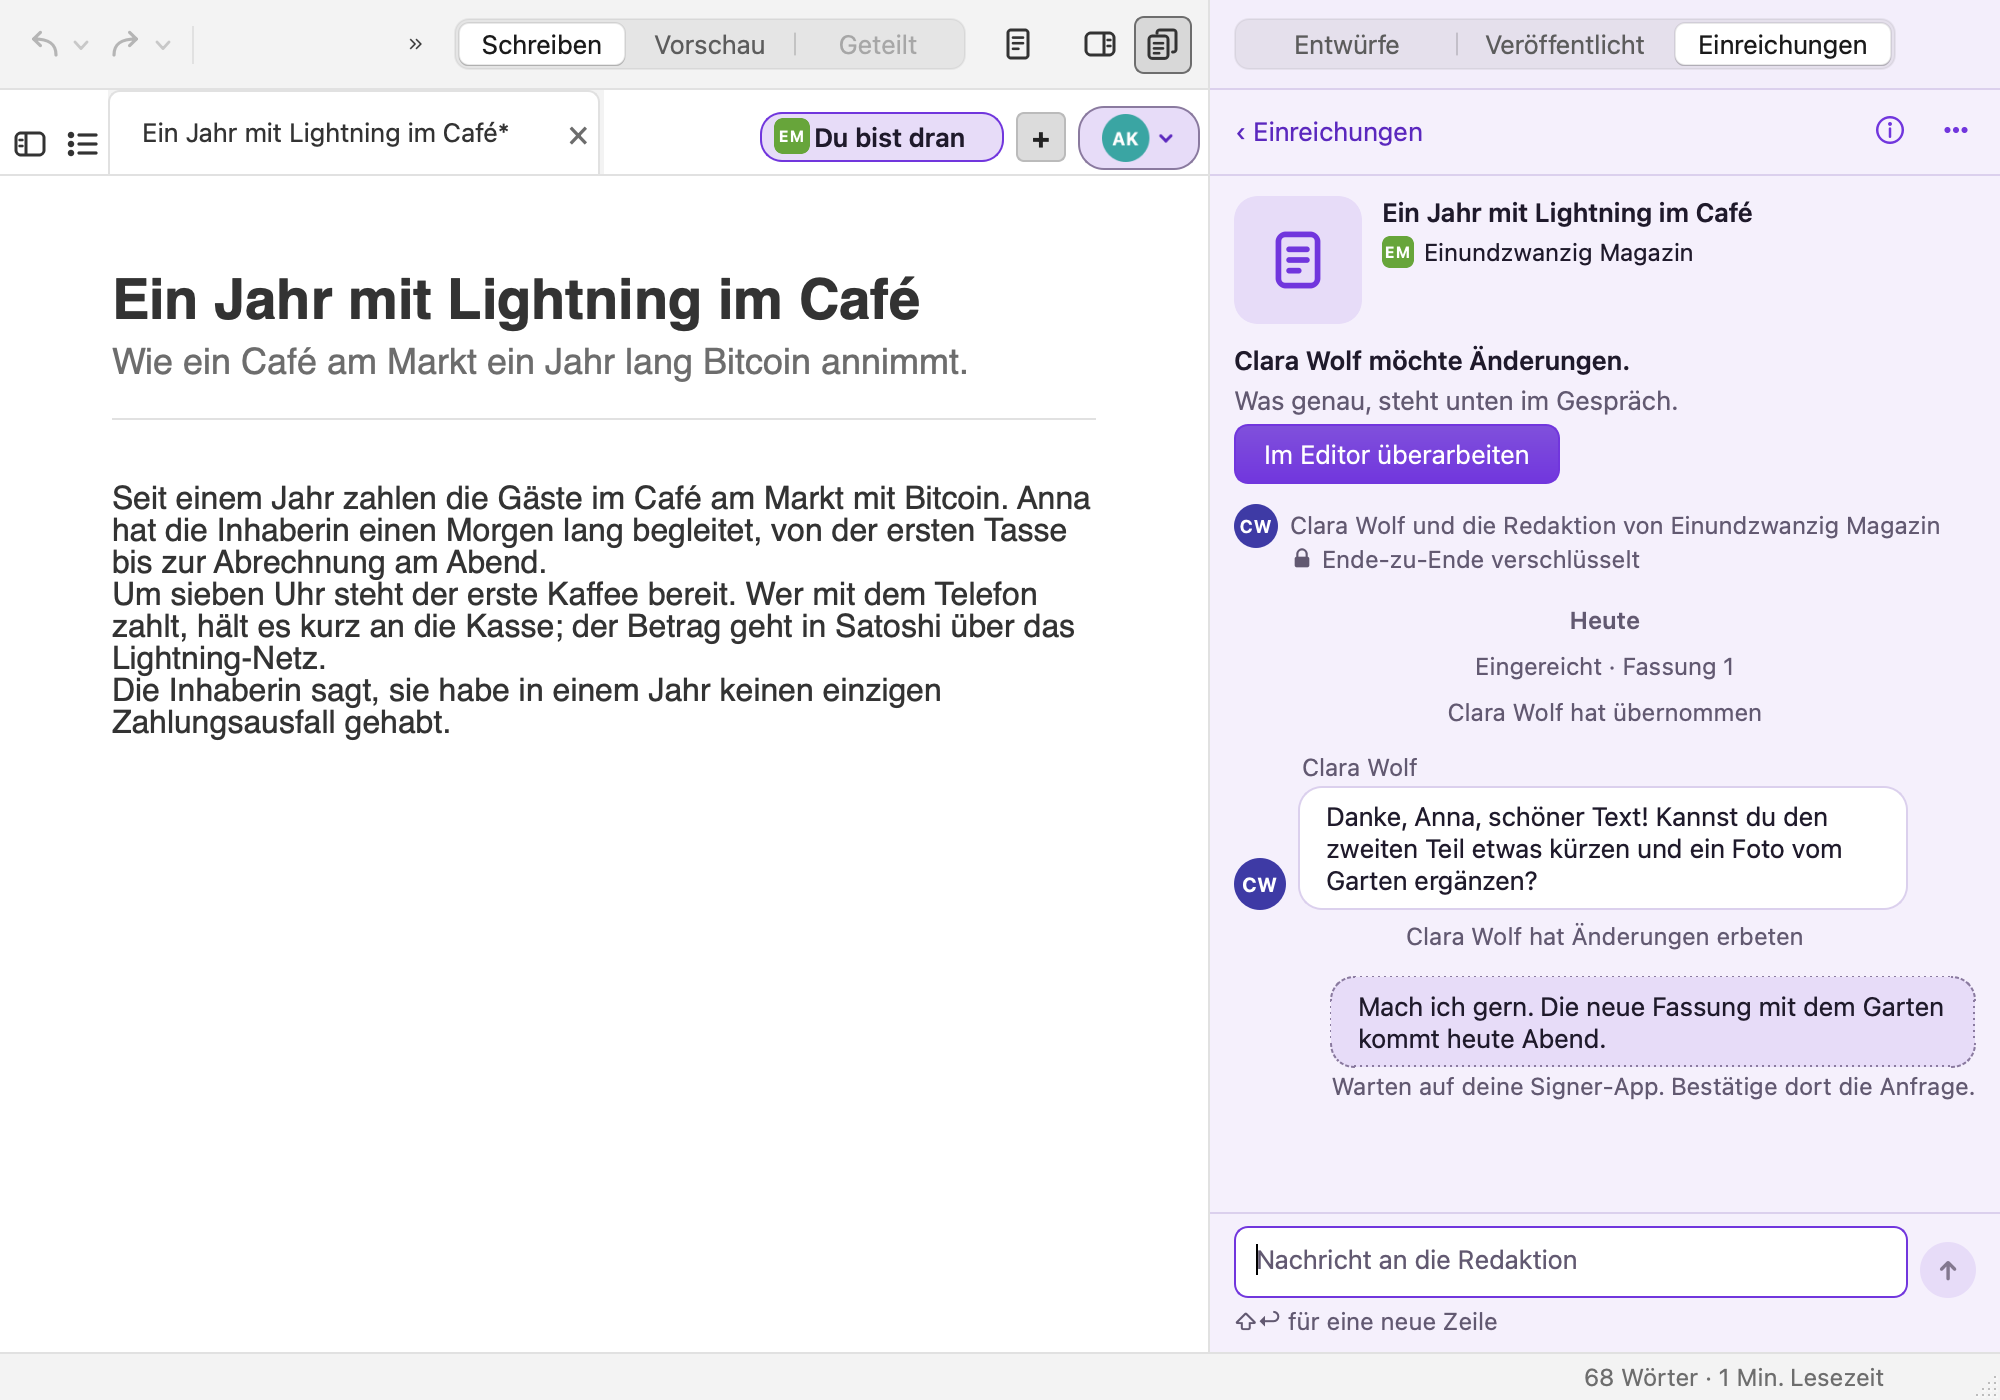 Schreiben
Vorschau
Geteilt
Entwürfe
Veröffentlicht
Einreichungen
Ein Jahr mit Lightning im Café*
EM Du bist dran
+
AK
‹ Einreichungen
Ein Jahr mit Lightning im Café
Wie ein Café am Markt ein Jahr lang Bitcoin annimmt.
Seit einem Jahr zahlen die Gäste im Café am Markt mit Bitcoin. Anna
hat die Inhaberin einen Morgen lang begleitet, von der ersten Tasse
bis zur Abrechnung am Abend.
Um sieben Uhr steht der erste Kaffee bereit. Wer mit dem Telefon
zahlt, hält es kurz an die Kasse; der Betrag geht in Satoshi über das
Lightning-Netz.
Die Inhaberin sagt, sie habe in einem Jahr keinen einzigen
Zahlungsausfall gehabt.
Ein Jahr mit Lightning im Café
EM Einundzwanzig Magazin
Clara Wolf möchte Änderungen.
Was genau, steht unten im Gespräch.
Im Editor überarbeiten
CW Clara Wolf und die Redaktion von Einundzwanzig Magazin
Ende-zu-Ende verschlüsselt
Heute
Eingereicht · Fassung 1
Clara Wolf hat übernommen
Clara Wolf
Danke, Anna, schöner Text! Kannst du den
zweiten Teil etwas kürzen und ein Foto vom
Garten ergänzen?
CW
Clara Wolf hat Änderungen erbeten
Mach ich gern. Die neue Fassung mit dem Garten
kommt heute Abend.
Warten auf deine Signer-App. Bestätige dort die Anfrage.
Nachricht an die Redaktion
⇧↩ für eine neue Zeile
68 Wörter · 1 Min. Lesezeit